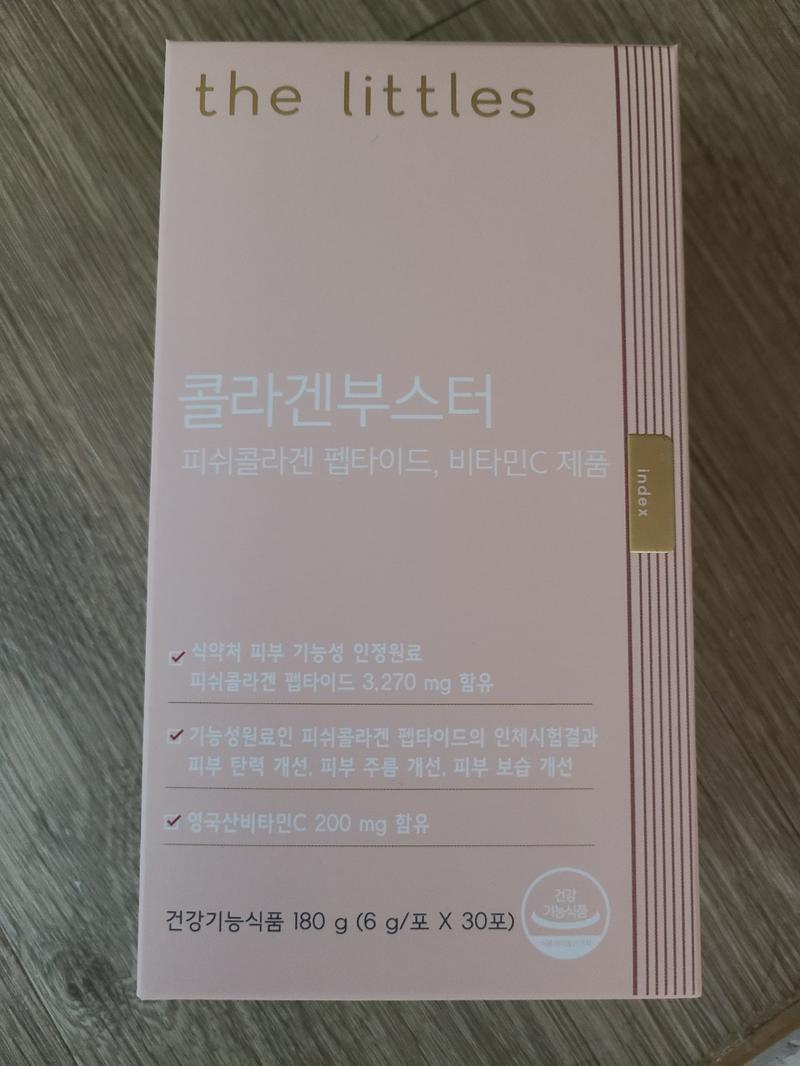 the littles
콜라겐부스터
피쉬콜라겐 펩타이드, 비타민C 제품
index
식약처 피부 기능성 인정원료
피쉬콜라겐 펩타이드 3,270 mg 함유
기능성원료인 피쉬콜라겐 펩타이드의 인체시험결과
피부 탄력 개선, 피부 주름 개선, 피부 보습 개선
영국산비타민C 200 mg 함유
건강기능식품 180 g (6 g/포 X 30포)
건강
기능식품